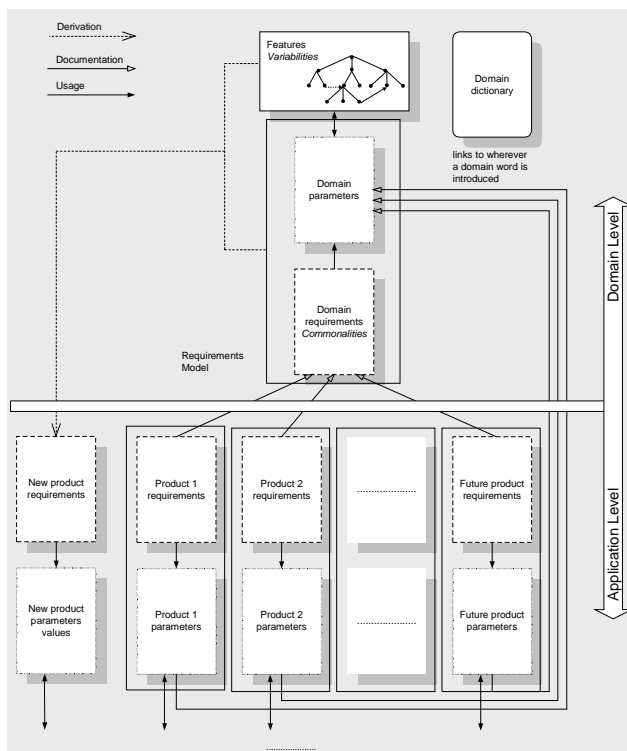 Derivation
Documentation
Usage
Features
Variabilities
Domain
dictionary
links to wherever
a domain word is
introduced
Domain
parameters
Domain
requirements
Commonalities
Requirements
Model
Domain Level
Application Level
New product
requirements
Product 1
requirements
Product 2
requirements
Future product
requirements
New product
parameters
values
Product 1
parameters
Product 2
parameters
Future product
parameters